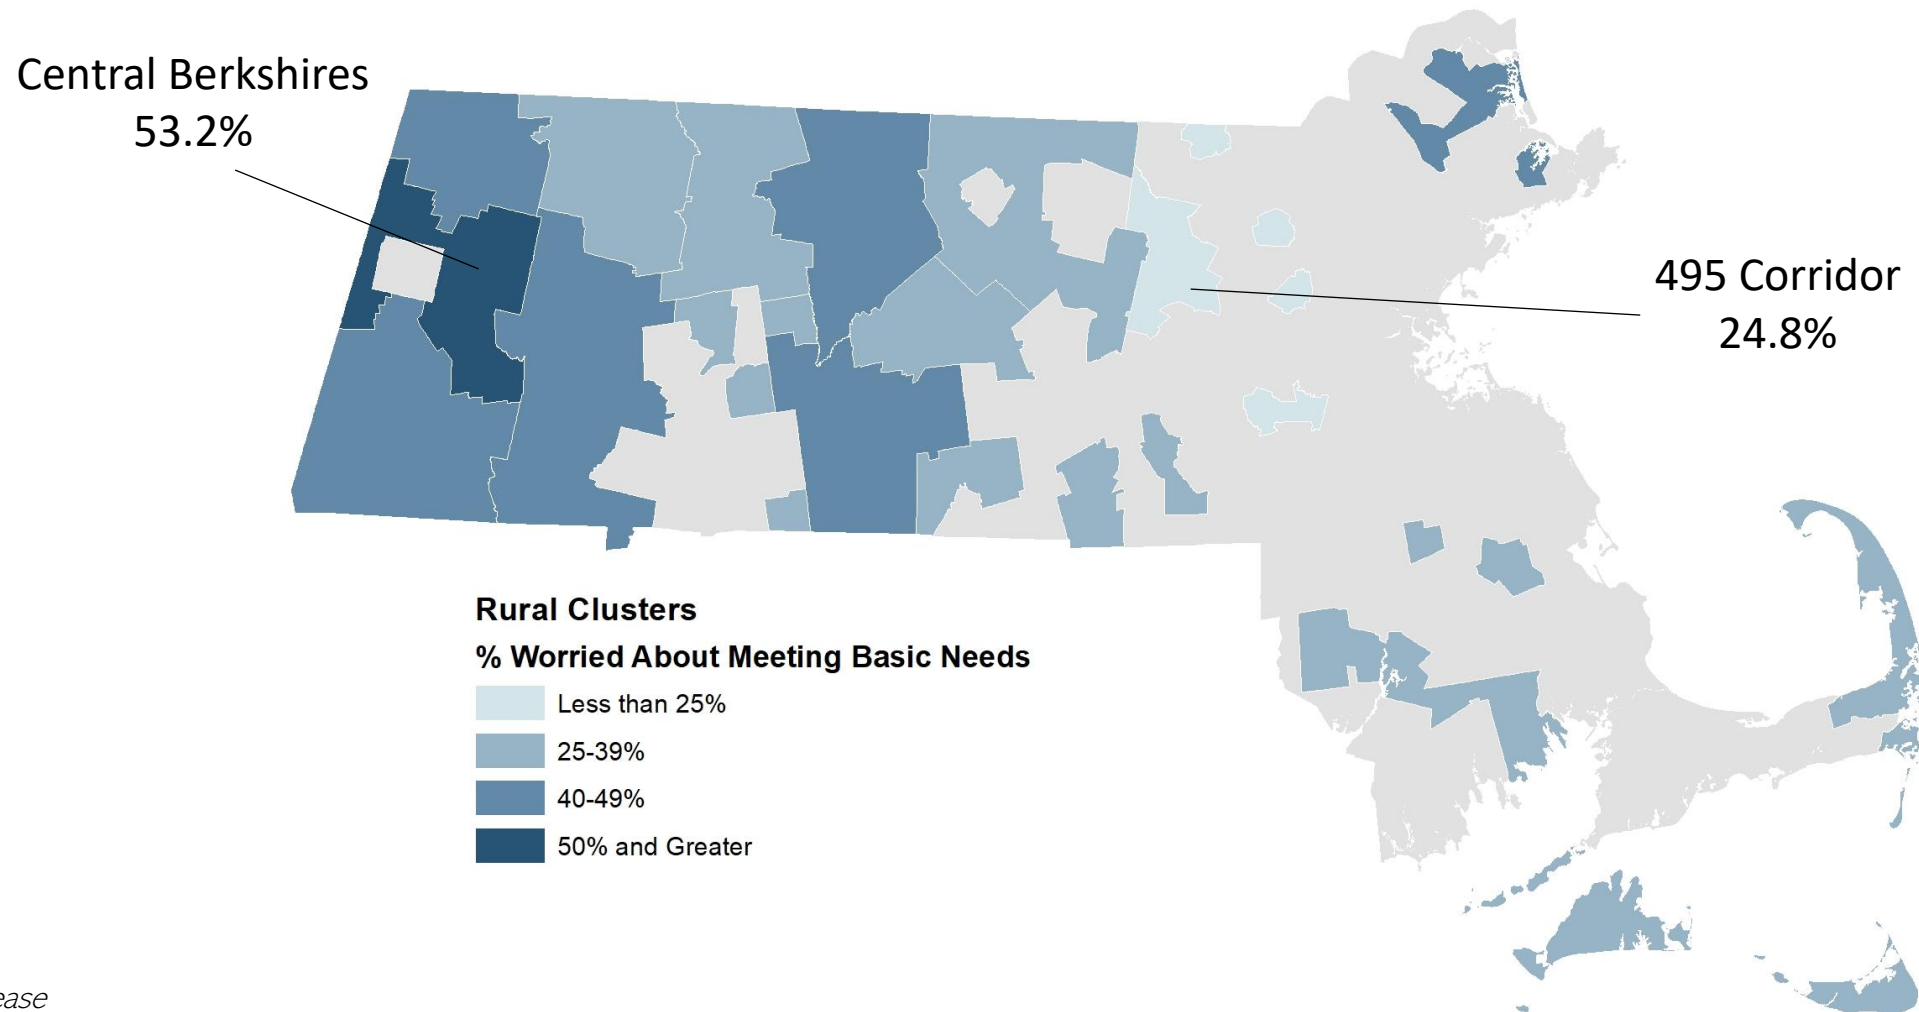 Central Berkshires
53.2%
495 Corridor
24.8%
Rural Clusters
% Worried About Meeting Basic Needs
Less than 25%
25-39%
40-49%
50% and Greater